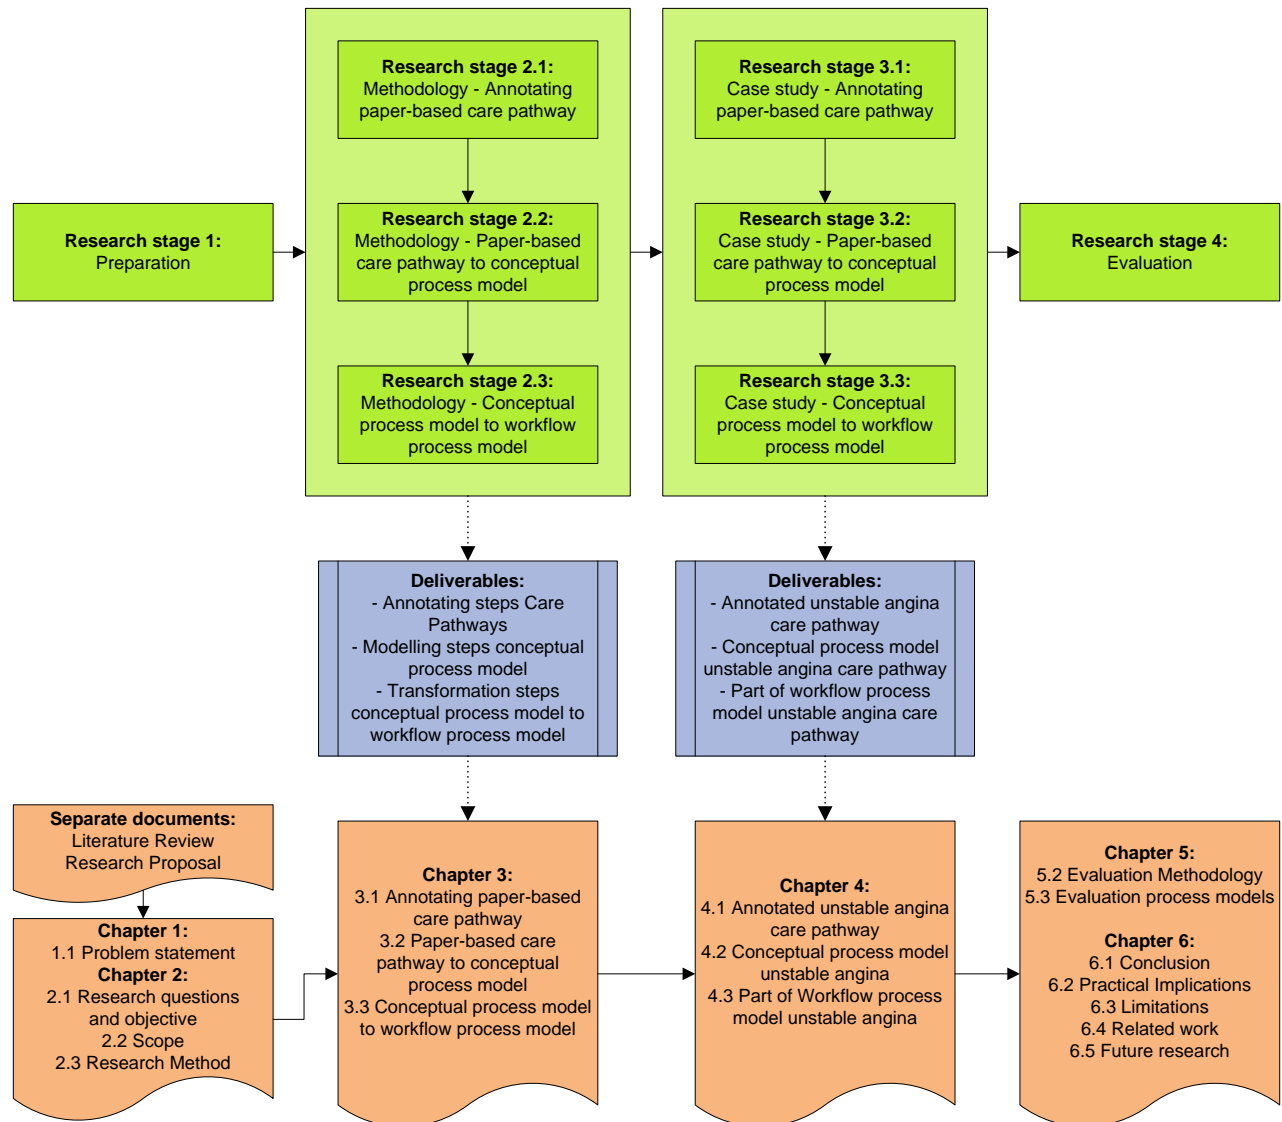 Research stage 1:
Preparation
Research stage 2.1:
Methodology - Annotating
paper-based care pathway
Research stage 2.2:
Methodology - Paper-based
care pathway to conceptual
process model
Research stage 2.3:
Methodology - Conceptual
process model to workflow
process model
Research stage 3.1:
Case study - Annotating
paper-based care pathway
Research stage 3.2:
Case study - Paper-based
care pathway to conceptual
process model
Research stage 3.3:
Case study - Conceptual
process model to workflow
process model
Research stage 4:
Evaluation
Deliverables:
- Annotating steps Care
Pathways
- Modelling steps conceptual
process model
- Transformation steps
conceptual process model to
workflow process model
Deliverables:
- Annotated unstable angina
care pathway
- Conceptual process model
unstable angina care pathway
- Part of workflow process
model unstable angina care
pathway
Separate documents:
Literature Review
Research Proposal
Chapter 1:
1.1 Problem statement
Chapter 2:
2.1 Research questions
and objective
2.2 Scope
2.3 Research Method
Chapter 3:
3.1 Annotating paper-based
care pathway
3.2 Paper-based care
pathway to conceptual
process model
3.3 Conceptual process model
to workflow process model
Chapter 4:
4.1 Annotated unstable angina
care pathway
4.2 Conceptual process model
unstable angina
4.3 Part of Workflow process
model unstable angina
Chapter 5:
5.2 Evaluation Methodology
5.3 Evaluation process models
Chapter 6:
6.1 Conclusion
6.2 Practical Implications
6.3 Limitations
6.4 Related work
6.5 Future research